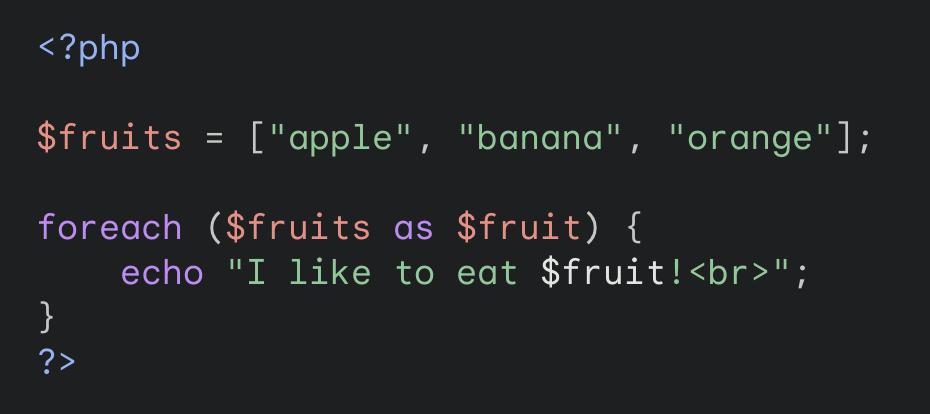 <?php
$fruits = ["apple", "banana", "orange"];
foreach ($fruits as $fruit) {
    echo "I like to eat $fruit!<br>";
}
?>